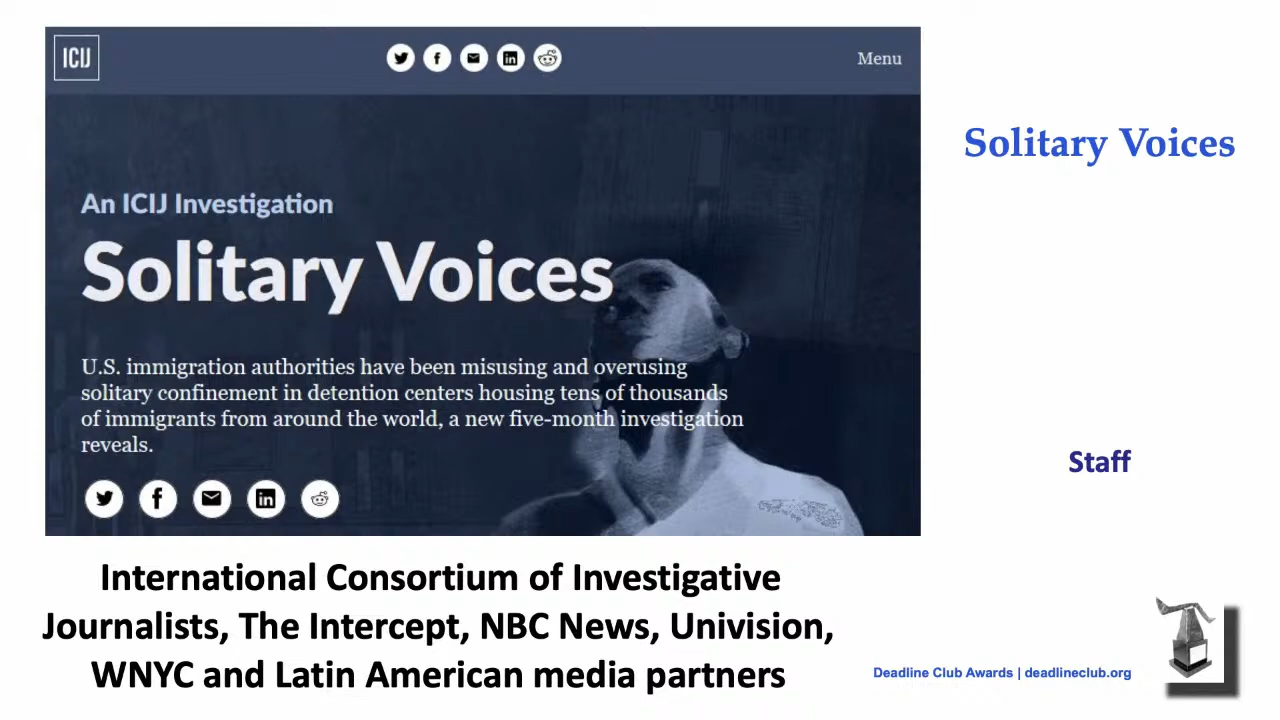 ICIJ
Menu
An ICIJ Investigation
Solitary Voices
U.S. immigration authorities have been misusing and overusing
solitary confinement in detention centers housing tens of thousands
of immigrants from around the world, a new five-month investigation
reveals.
Solitary Voices
Staff
International Consortium of Investigative
Journalists, The Intercept, NBC News, Univision,
WNYC and Latin American media partners
Deadline Club Awards | deadlineclub.org